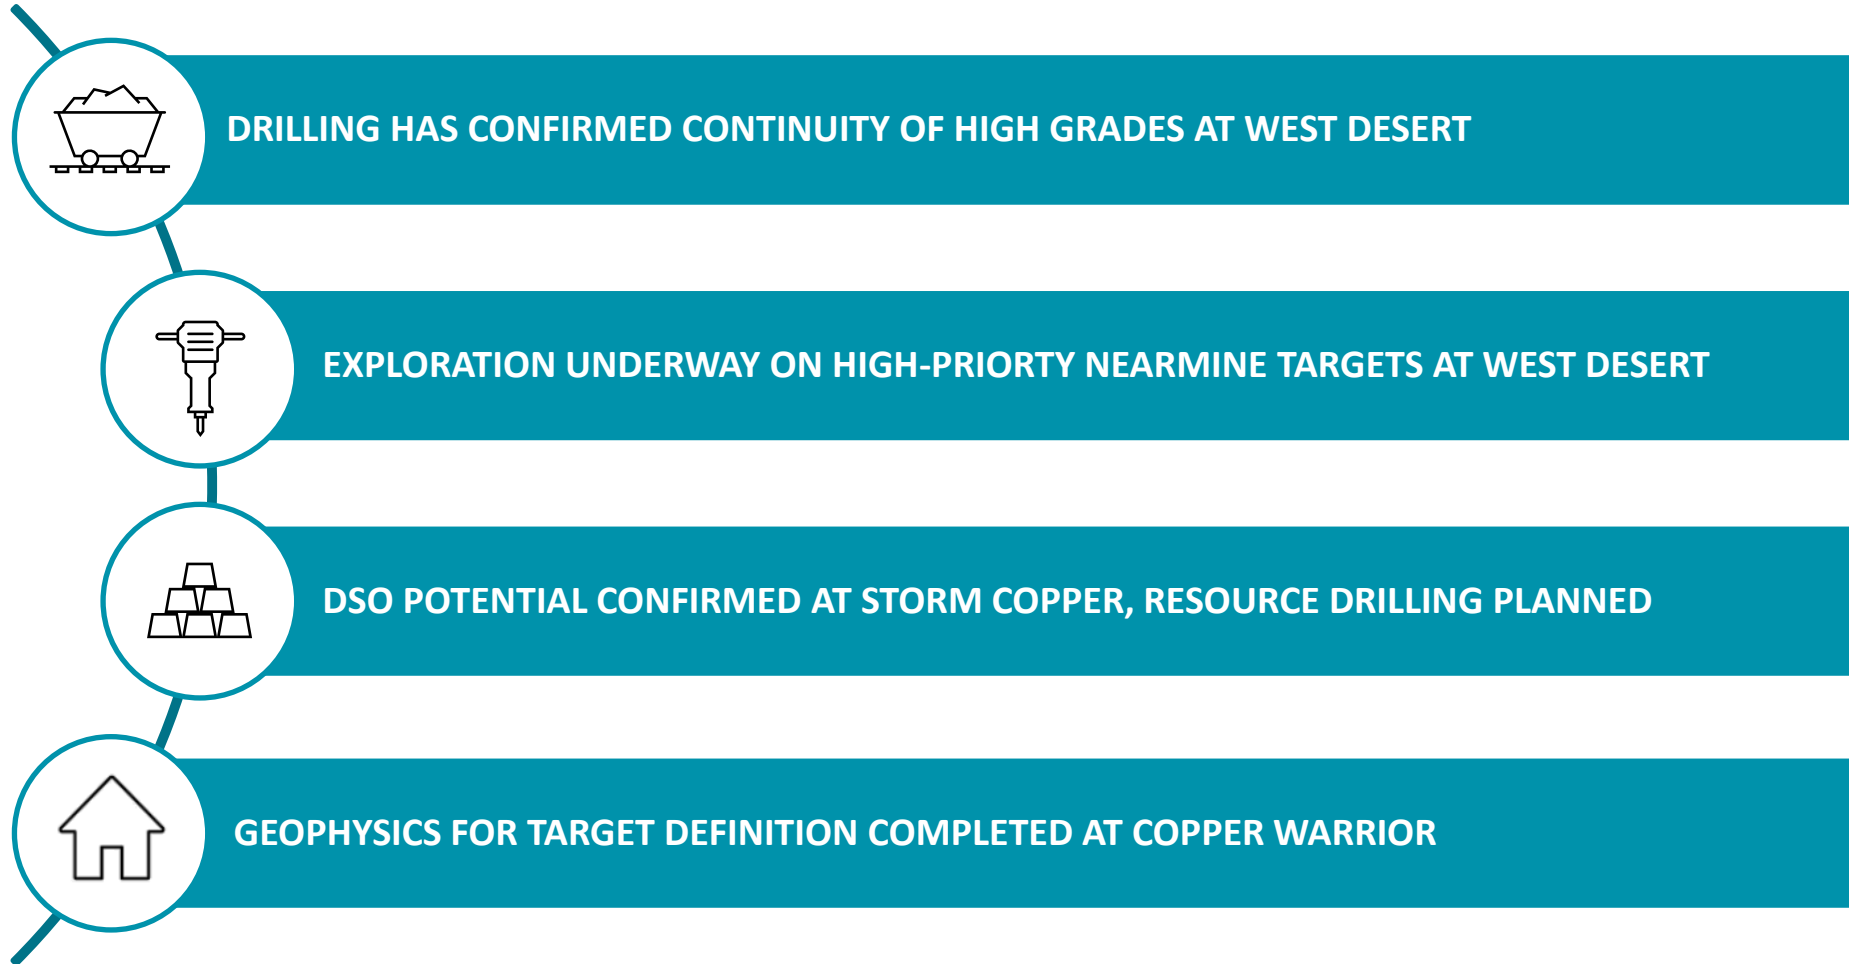 DRILLING HAS CONFIRMED CONTINUITY OF HIGH GRADES AT WEST DESERT
EXPLORATION UNDERWAY ON HIGH-PRIORTY NEARMINE TARGETS AT WEST DESERT
DSO POTENTIAL CONFIRMED AT STORM COPPER, RESOURCE DRILLING PLANNED
GEOPHYSICS FOR TARGET DEFINITION COMPLETED AT COPPER WARRIOR